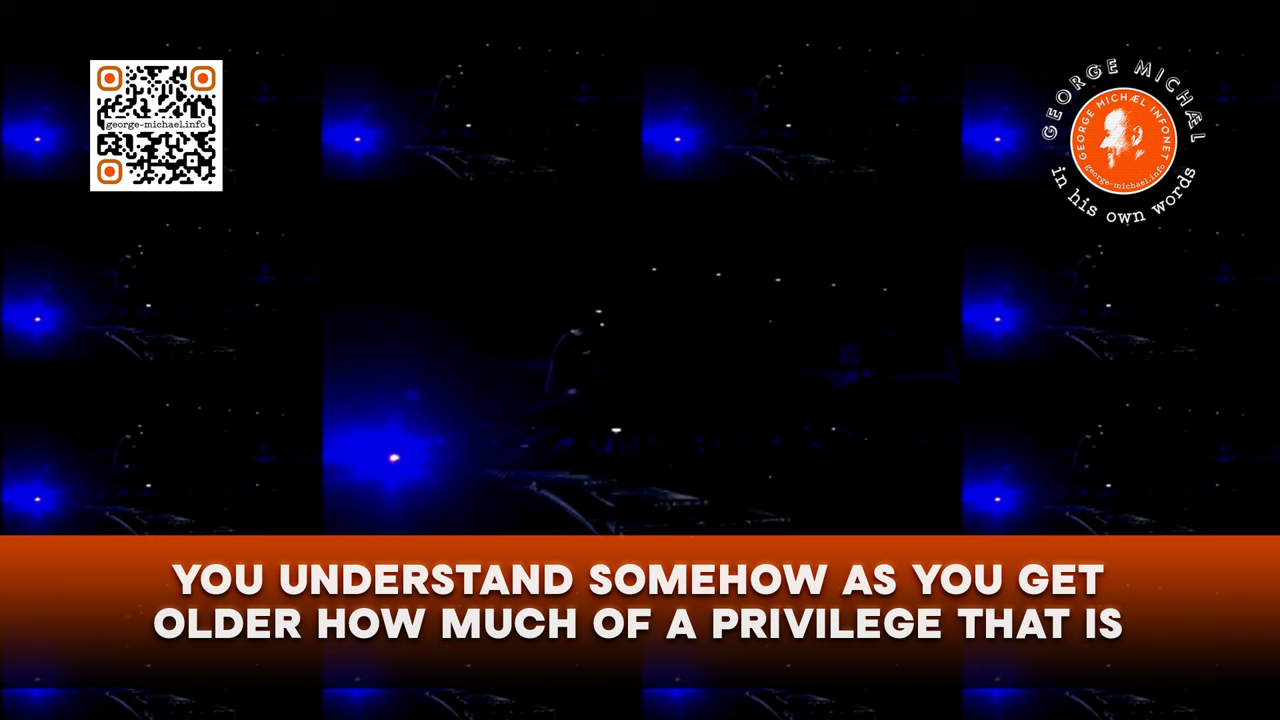 george-michael.info
GEORGE MICHÆL
GEORGE MICHÆL INFONET
george-michael.info
in his own words
YOU UNDERSTAND SOMEHOW AS YOU GET
OLDER HOW MUCH OF A PRIVILEGE THAT IS